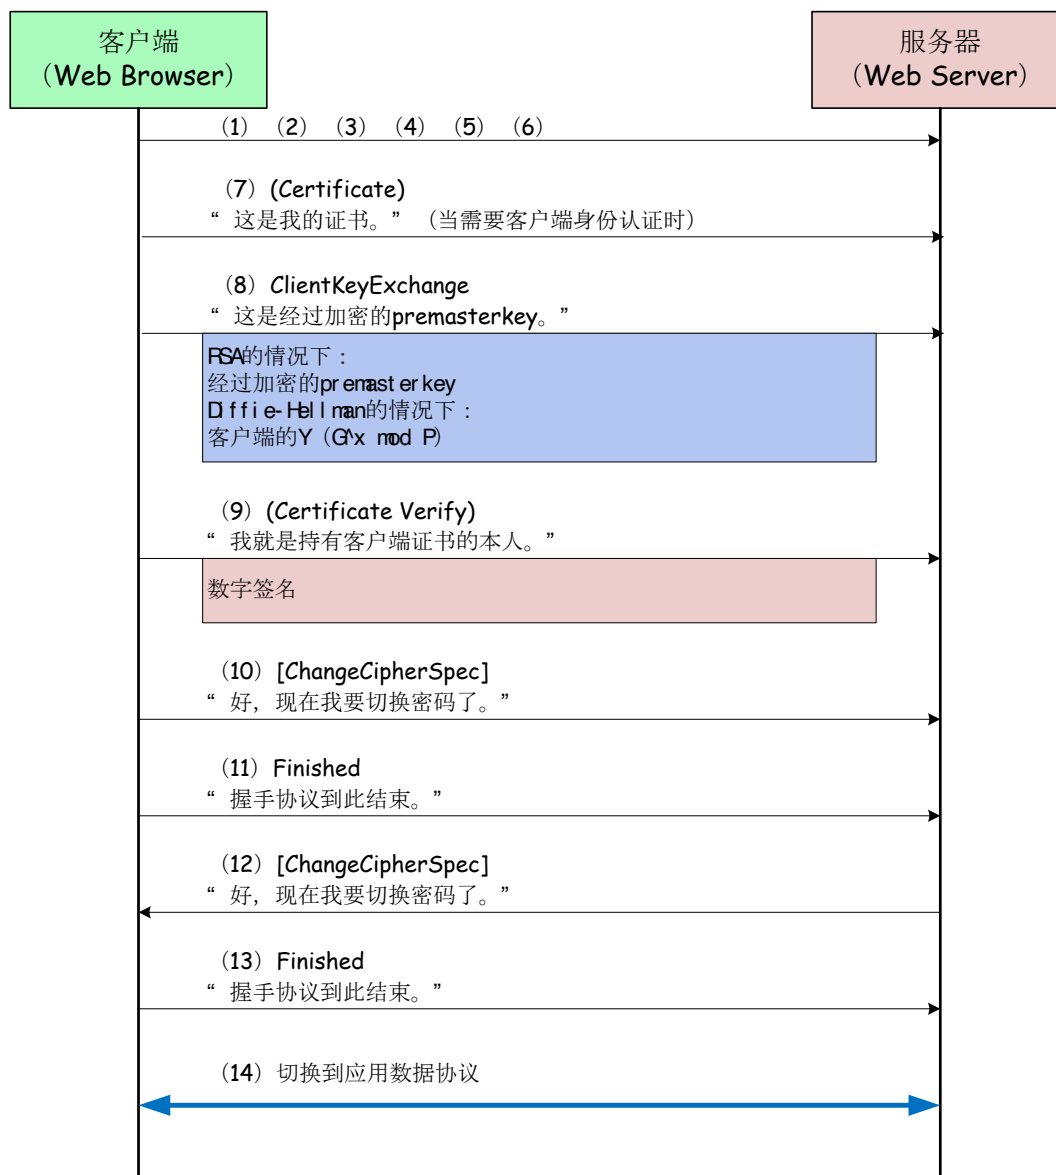 客户端
（Web Browser）
服务器
（Web Server）
（1）（2）（3）（4）（5）（6）
（7）(Certificate)
“ 这是我的证书。”（当需要客户端身份认证时）
（8）ClientKeyExchange
“ 这是经过加密的premasterkey。”
RSA的情况下：
经过加密的premasterkey
Diffie-Hellman的情况下：
客户端的Y（G^x mod P）
（9）(Certificate Verify)
“ 我就是持有客户端证书的本人。”
数字签名
（10）[ChangeCipherSpec]
“ 好，现在我要切换密码了。”
（11）Finished
“ 握手协议到此结束。”
（12）[ChangeCipherSpec]
“ 好，现在我要切换密码了。”
（13）Finished
“ 握手协议到此结束。”
（14）切换到应用数据协议